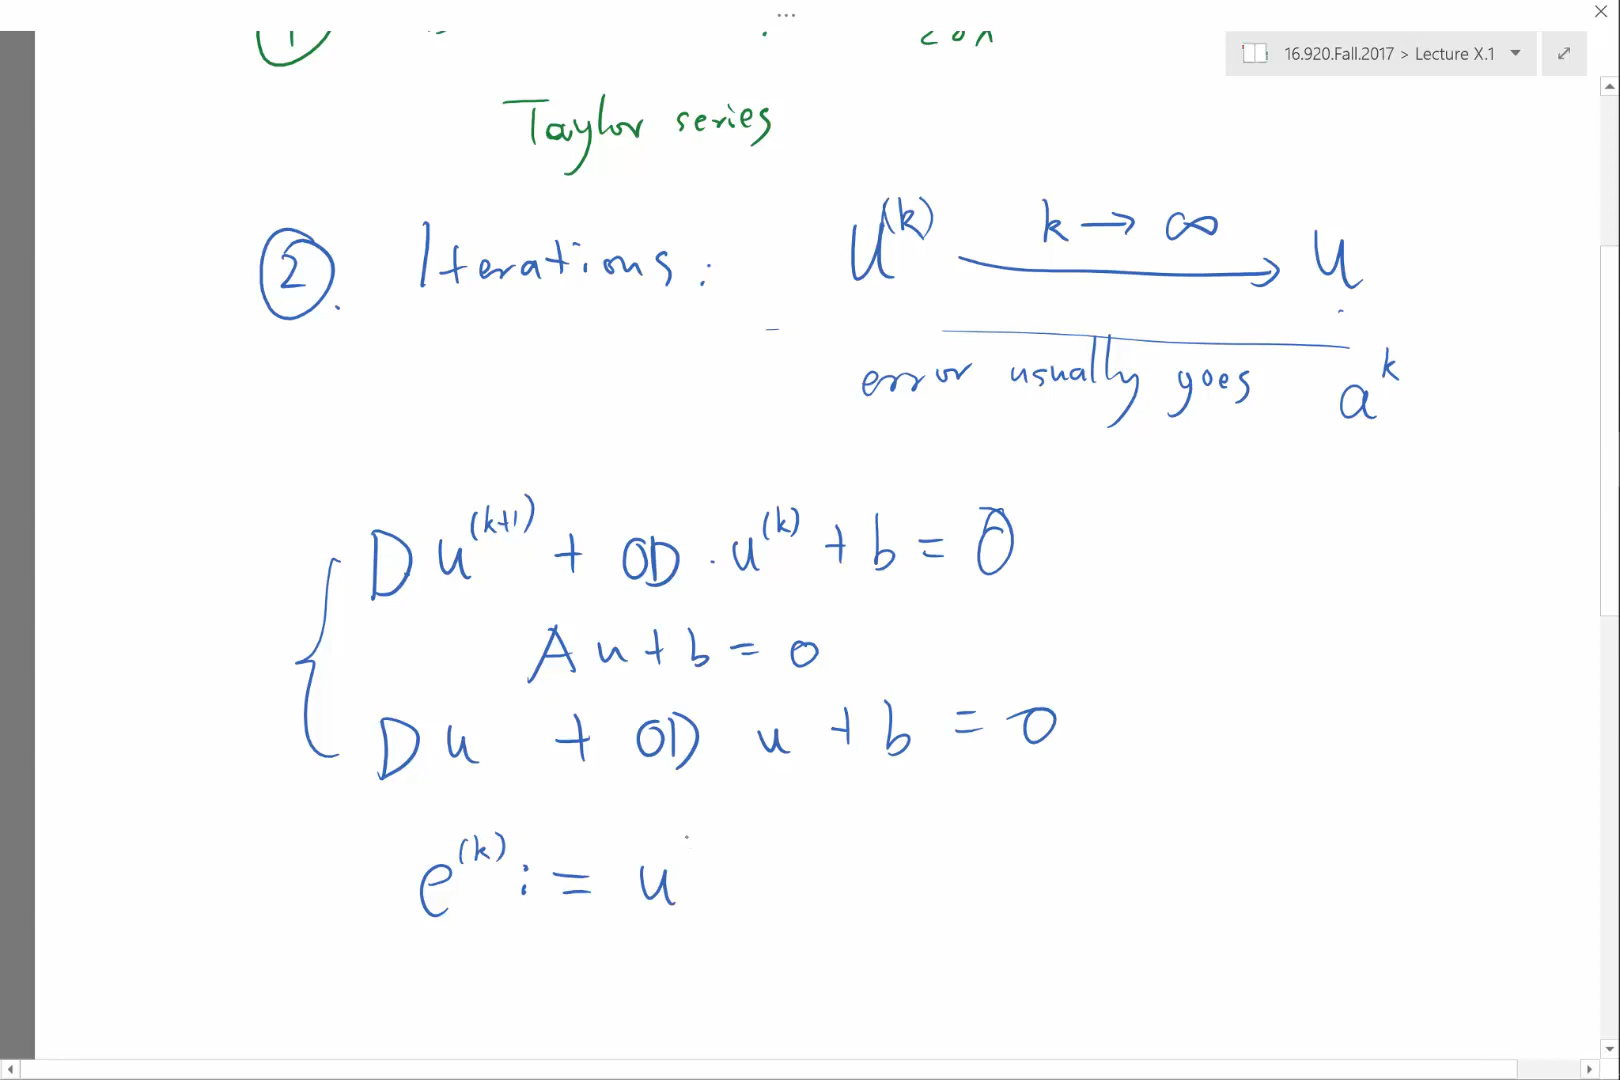 16.920.Fall.2017 > Lecture X.1
Taylor series
② Iterations: u^(k) k → ∞ u
error usually goes a^k
D u^(k+1) + OD · u^(k) + b = 0
A u + b = 0
D u + OD u + b = 0
e^(k) := u